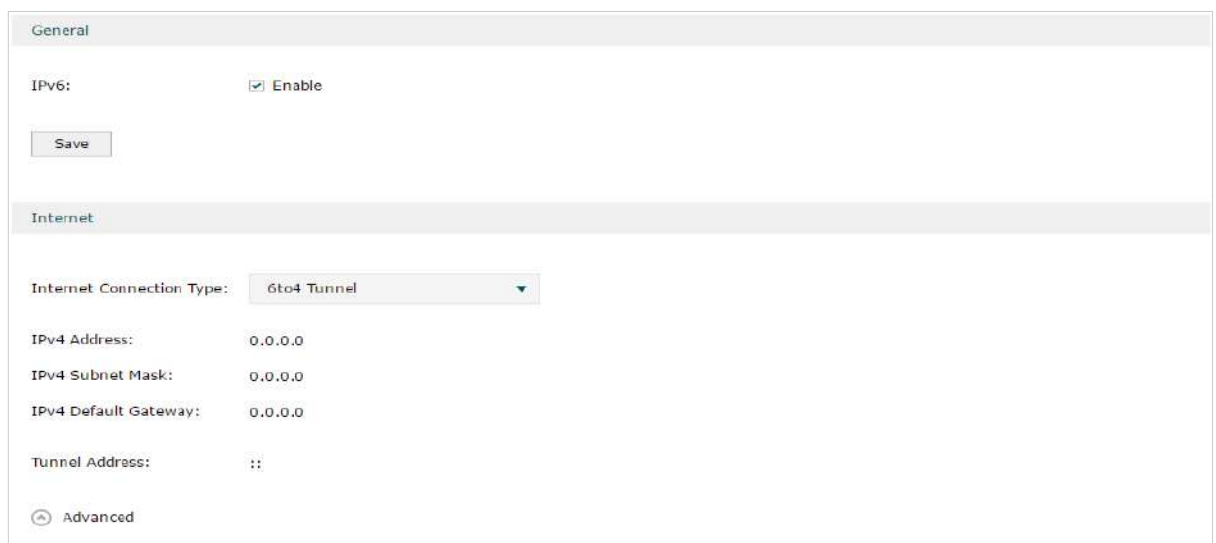 General
IPv6: Enable
Save
Internet
Internet Connection Type: 6to4 Tunnel
IPv4 Address: 0.0.0.0
IPv4 Subnet Mask: 0.0.0.0
IPv4 Default Gateway: 0.0.0.0
Tunnel Address: ::
Advanced